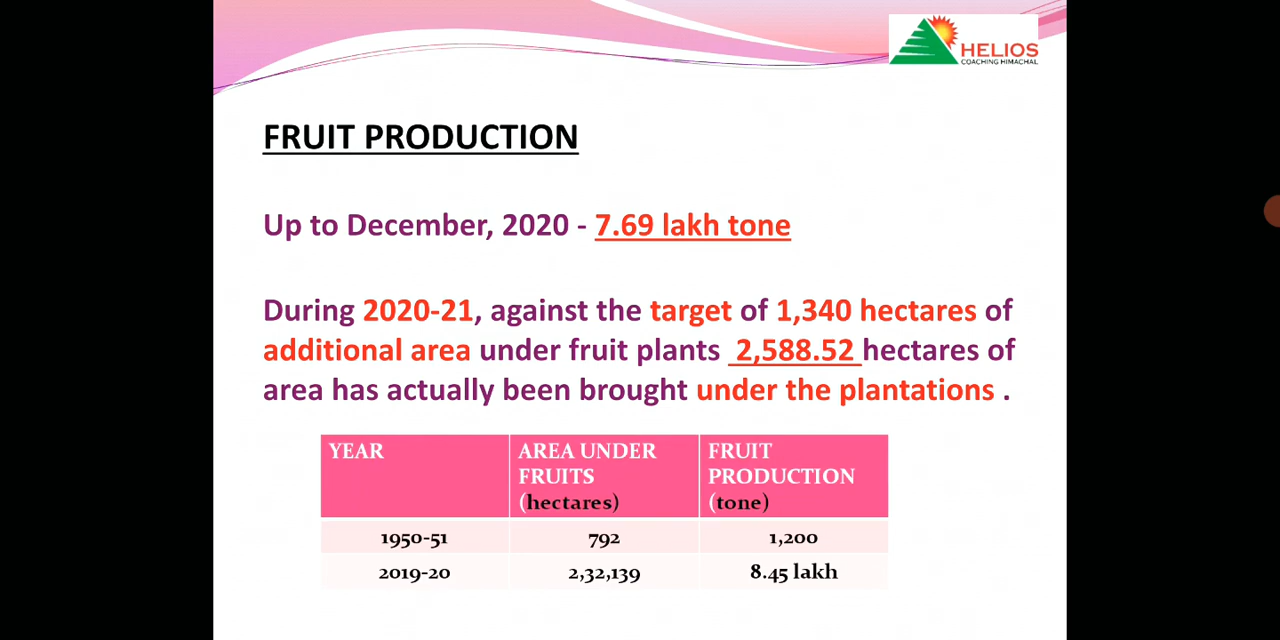 HELIOS
COACHING HIMACHAL
FRUIT PRODUCTION
Up to December, 2020 - 7.69 lakh tone
During 2020-21, against the target of 1,340 hectares of
additional area under fruit plants 2,588.52 hectares of
area has actually been brought under the plantations .
YEAR AREA UNDER FRUITS (hectares) FRUIT PRODUCTION (tone)
1950-51 792 1,200
2019-20 2,32,139 8.45 lakh